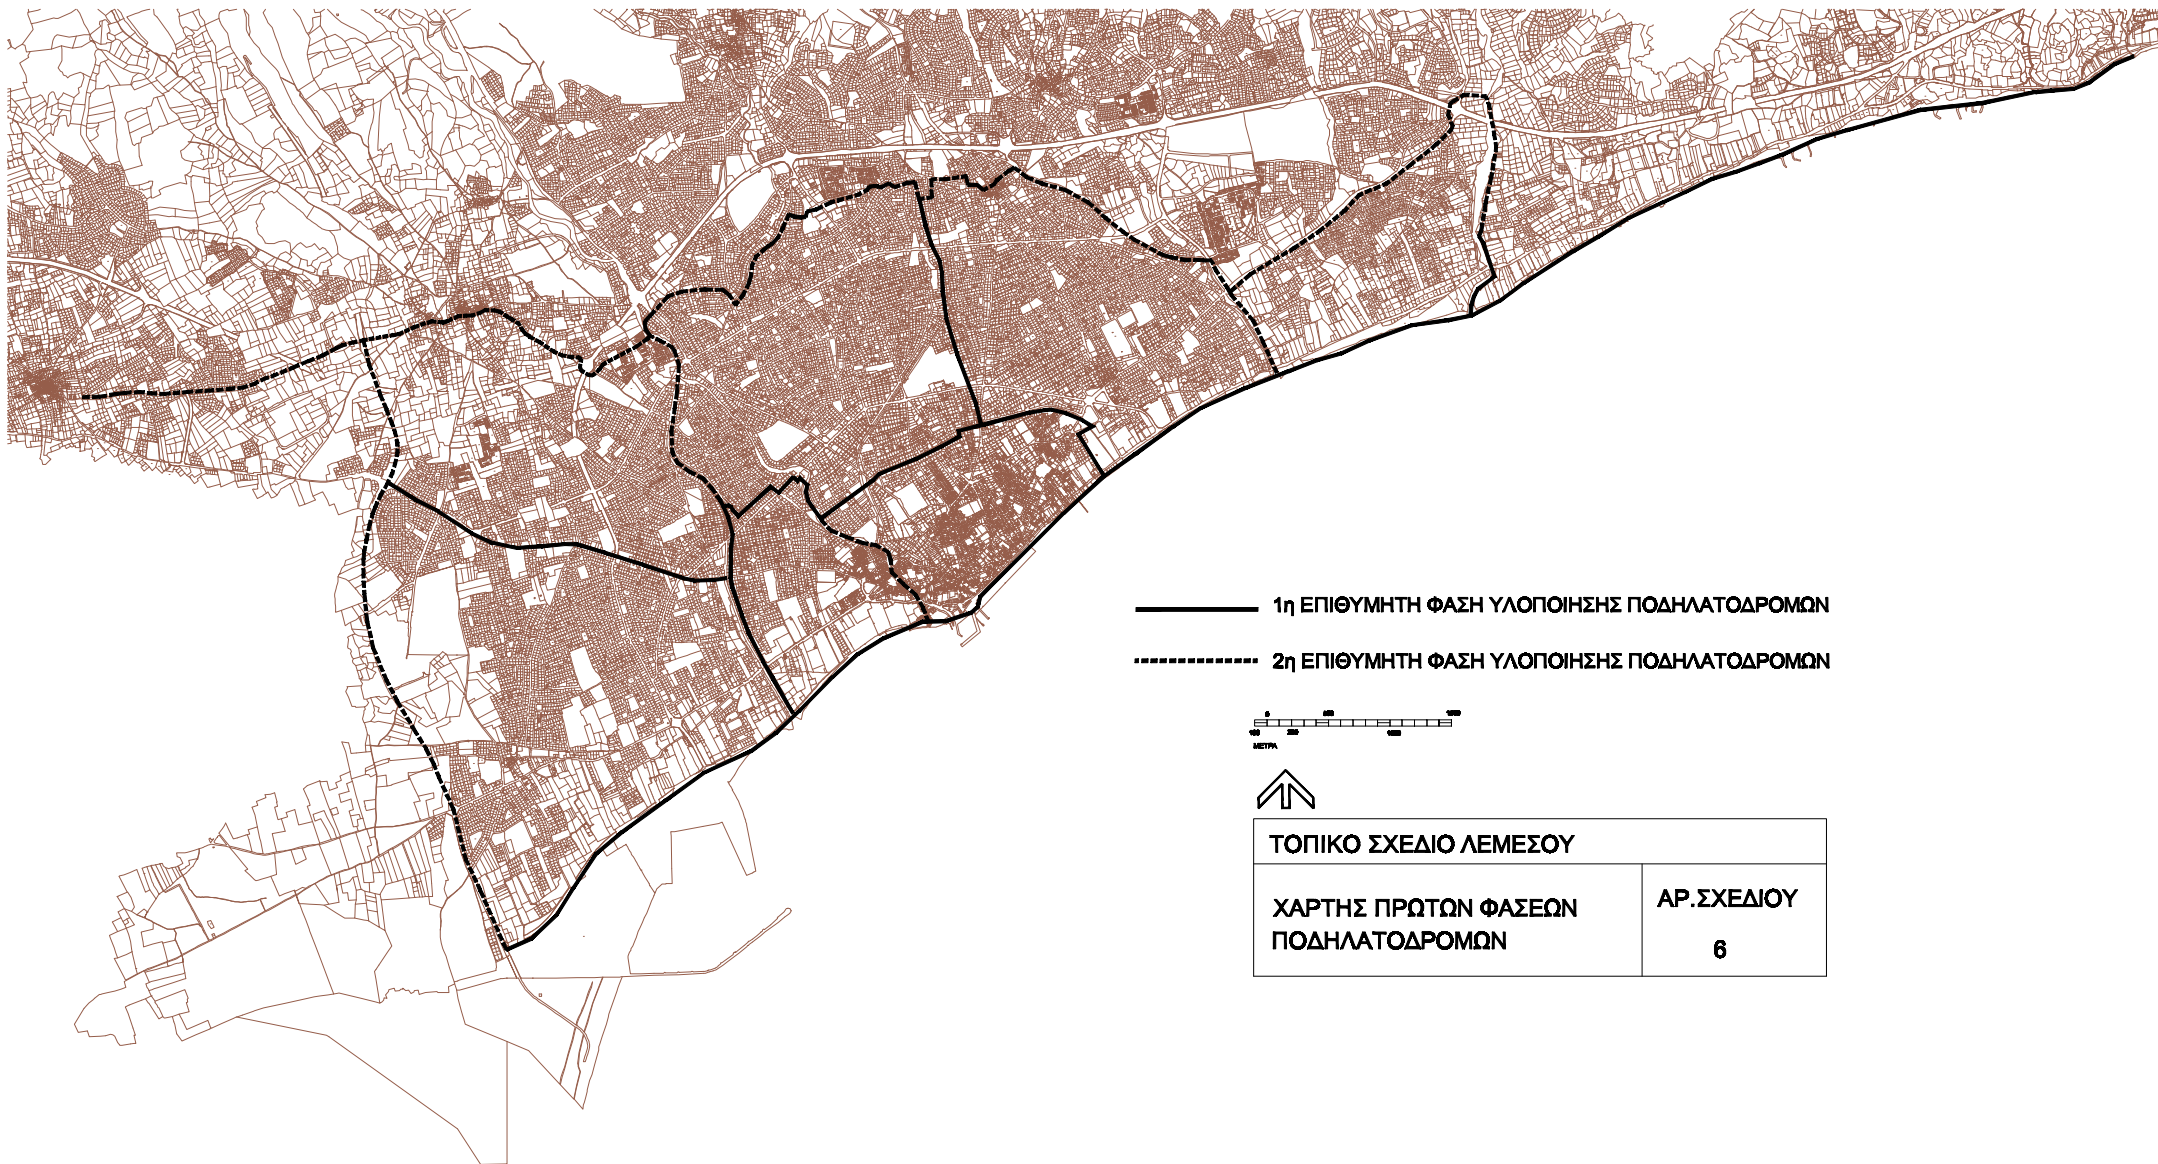 1η ΕΠΙΘΥΜΗΤΗ ΦΑΣΗ ΥΛΟΠΟΙΗΣΗΣ ΠΟΔΗΛΑΤΟΔΡΟΜΩΝ
2η ΕΠΙΘΥΜΗΤΗ ΦΑΣΗ ΥΛΟΠΟΙΗΣΗΣ ΠΟΔΗΛΑΤΟΔΡΟΜΩΝ
ΜΕΤΡΑ
ΤΟΠΙΚΟ ΣΧΕΔΙΟ ΛΕΜΕΣΟΥ
ΧΑΡΤΗΣ ΠΡΩΤΩΝ ΦΑΣΕΩΝ
ΠΟΔΗΛΑΤΟΔΡΟΜΩΝ
ΑΡ.ΣΧΕΔΙΟΥ
6